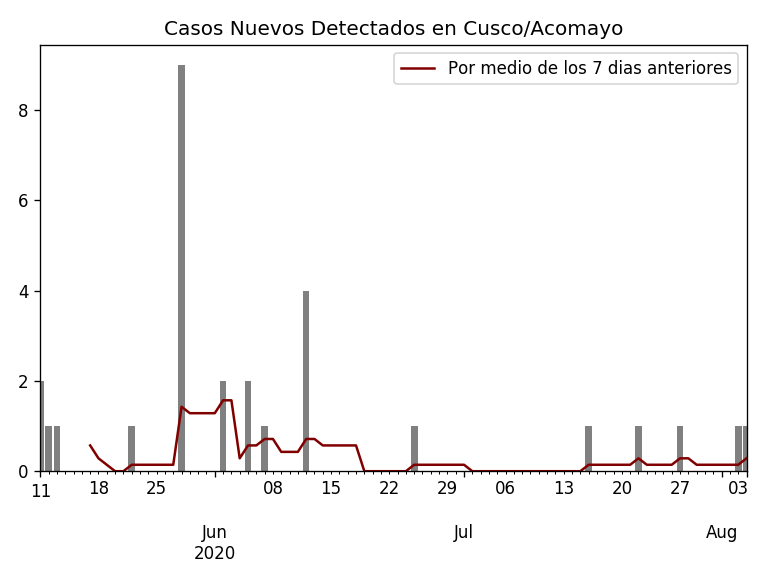 Casos Nuevos Detectados en Cusco/Acomayo
Por medio de los 7 dias anteriores
8
6
4
2
0
11 18 25 08 15 22 29 06 13 20 27 03
Jun Jul Aug
2020